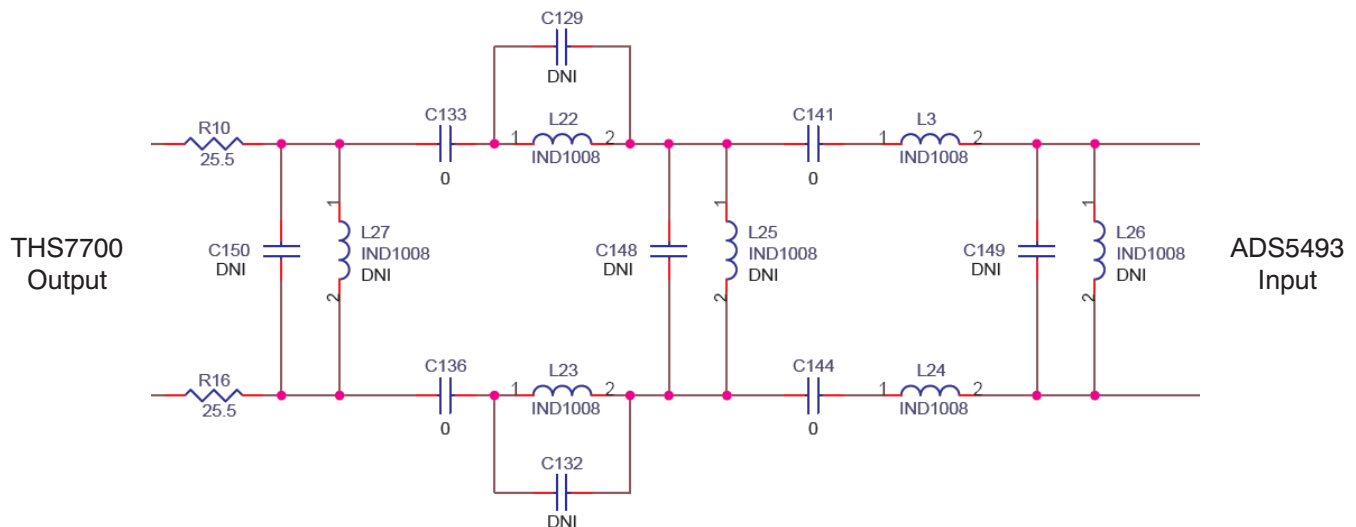 C129
DNI
C133
L22
1
2
IND1008
0
C141
L3
1
2
IND1008
0
R10
25.5
THS7700
Output
C150
DNI
1
L27
IND1008
DNI
2
C148
DNI
1
L25
IND1008
DNI
2
C149
DNI
1
L26
IND1008
DNI
2
ADS5493
Input
R16
25.5
C136
0
L23
1
2
IND1008
C144
0
L24
1
2
IND1008
C132
DNI